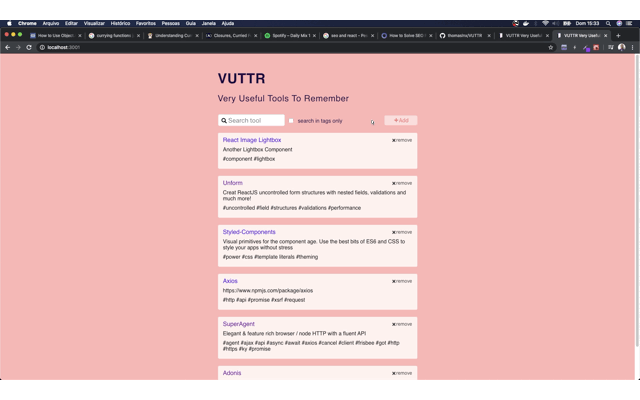 Chrome Arquivo Editar Visualizar Histórico Favoritos Pessoas Guia Janela Ajuda
Dom 15:33
How to Use Object
currying functions
Understanding Co
Closures, Curried
Spotify – Daily Mix
seo and react – Pe
How to Solve SEO
thomasinv/VUTTR
VUTTR Very Usefu
VUTTR Very Usefu
localhost:3001
VUTTR
Very Useful Tools To Remember
Search tool
search in tags only
+Add
React Image Lightbox
remove
Another Lightbox Component
#component #lightbox
Unform
remove
Creat ReactJS uncontrolled form structures with nested fields, validations and
much more!
#uncontrolled #field #structures #validations #performance
Styled-Components
remove
Visual primitives for the component age. Use the best bits of ES6 and CSS to
style your apps without stress
#power #css #template literals #theming
Axios
remove
https://www.npmjs.com/package/axios
#http #api #promise #xsrf #request
SuperAgent
remove
Elegant & feature rich browser / node HTTP with a fluent API
#agent #ajax #api #async #await #axios #cancel #client #frisbee #got #http
#https #ky #promise
Adonis
remove